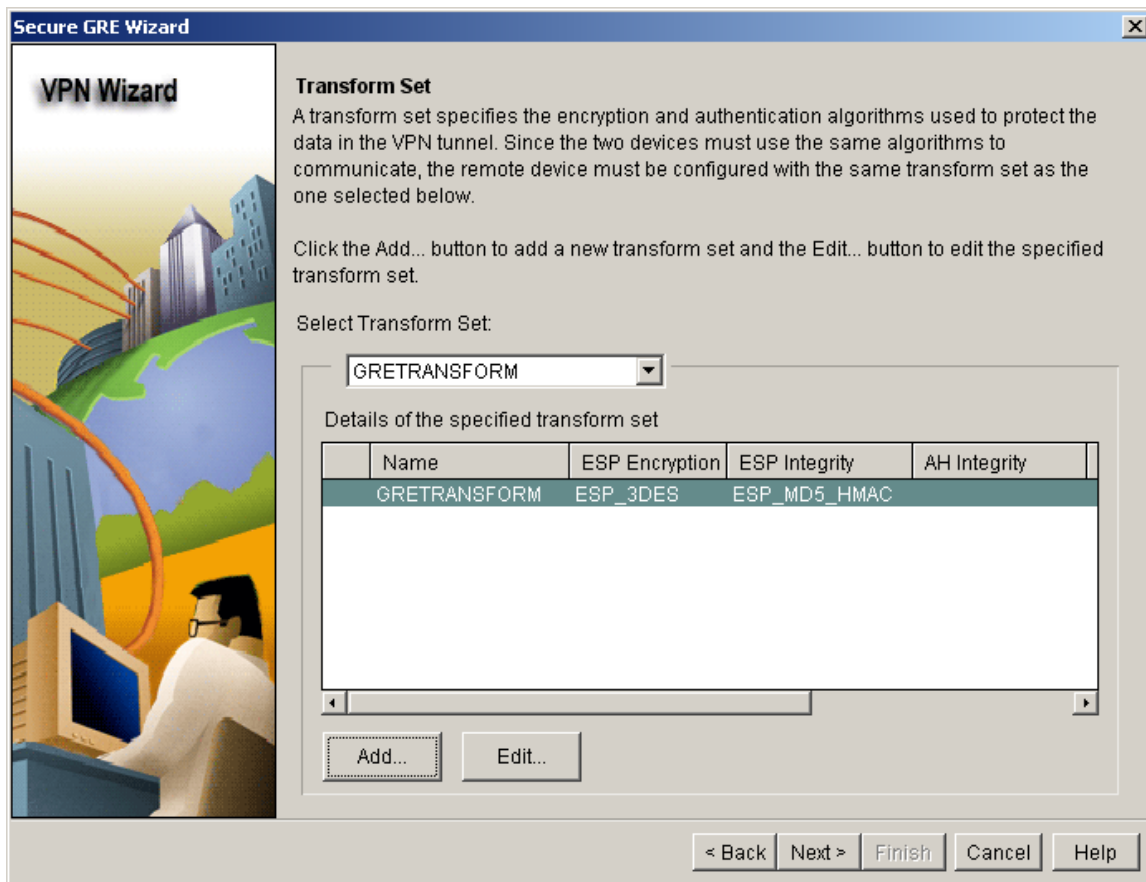 Secure GRE Wizard
VPN Wizard
Transform Set
A transform set specifies the encryption and authentication algorithms used to protect the
data in the VPN tunnel. Since the two devices must use the same algorithms to
communicate, the remote device must be configured with the same transform set as the
one selected below.
Click the Add... button to add a new transform set and the Edit... button to edit the specified
transform set.
Select Transform Set:
GRETRANSFORM
Details of the specified transform set
Name ESP Encryption ESP Integrity AH Integrity
GRETRANSFORM ESP_3DES ESP_MD5_HMAC
Add... Edit...
< Back Next > Finish Cancel Help